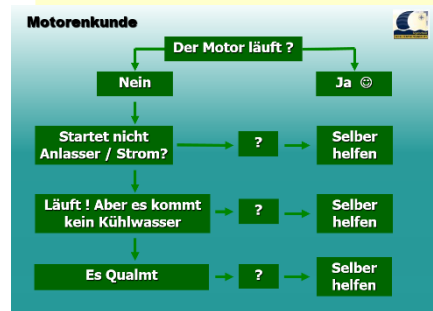 Motorenkunde
Der Motor läuft ?
Nein
Ja ☺
Startet nicht
Anlasser / Strom?
?
Selber
helfen
Läuft ! Aber es kommt
kein Kühlwasser
?
Selber
helfen
Es Qualmt
?
Selber
helfen